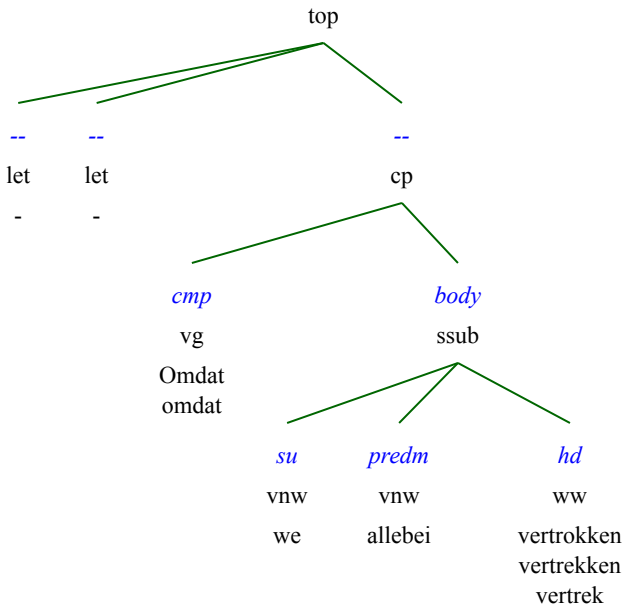 top
-- -- --
let let cp
- -
cmp body
vg ssub
Omdat
omdat
su predm hd
vnw vnw ww
we allebei vertrokken
vertrekken
vertrek